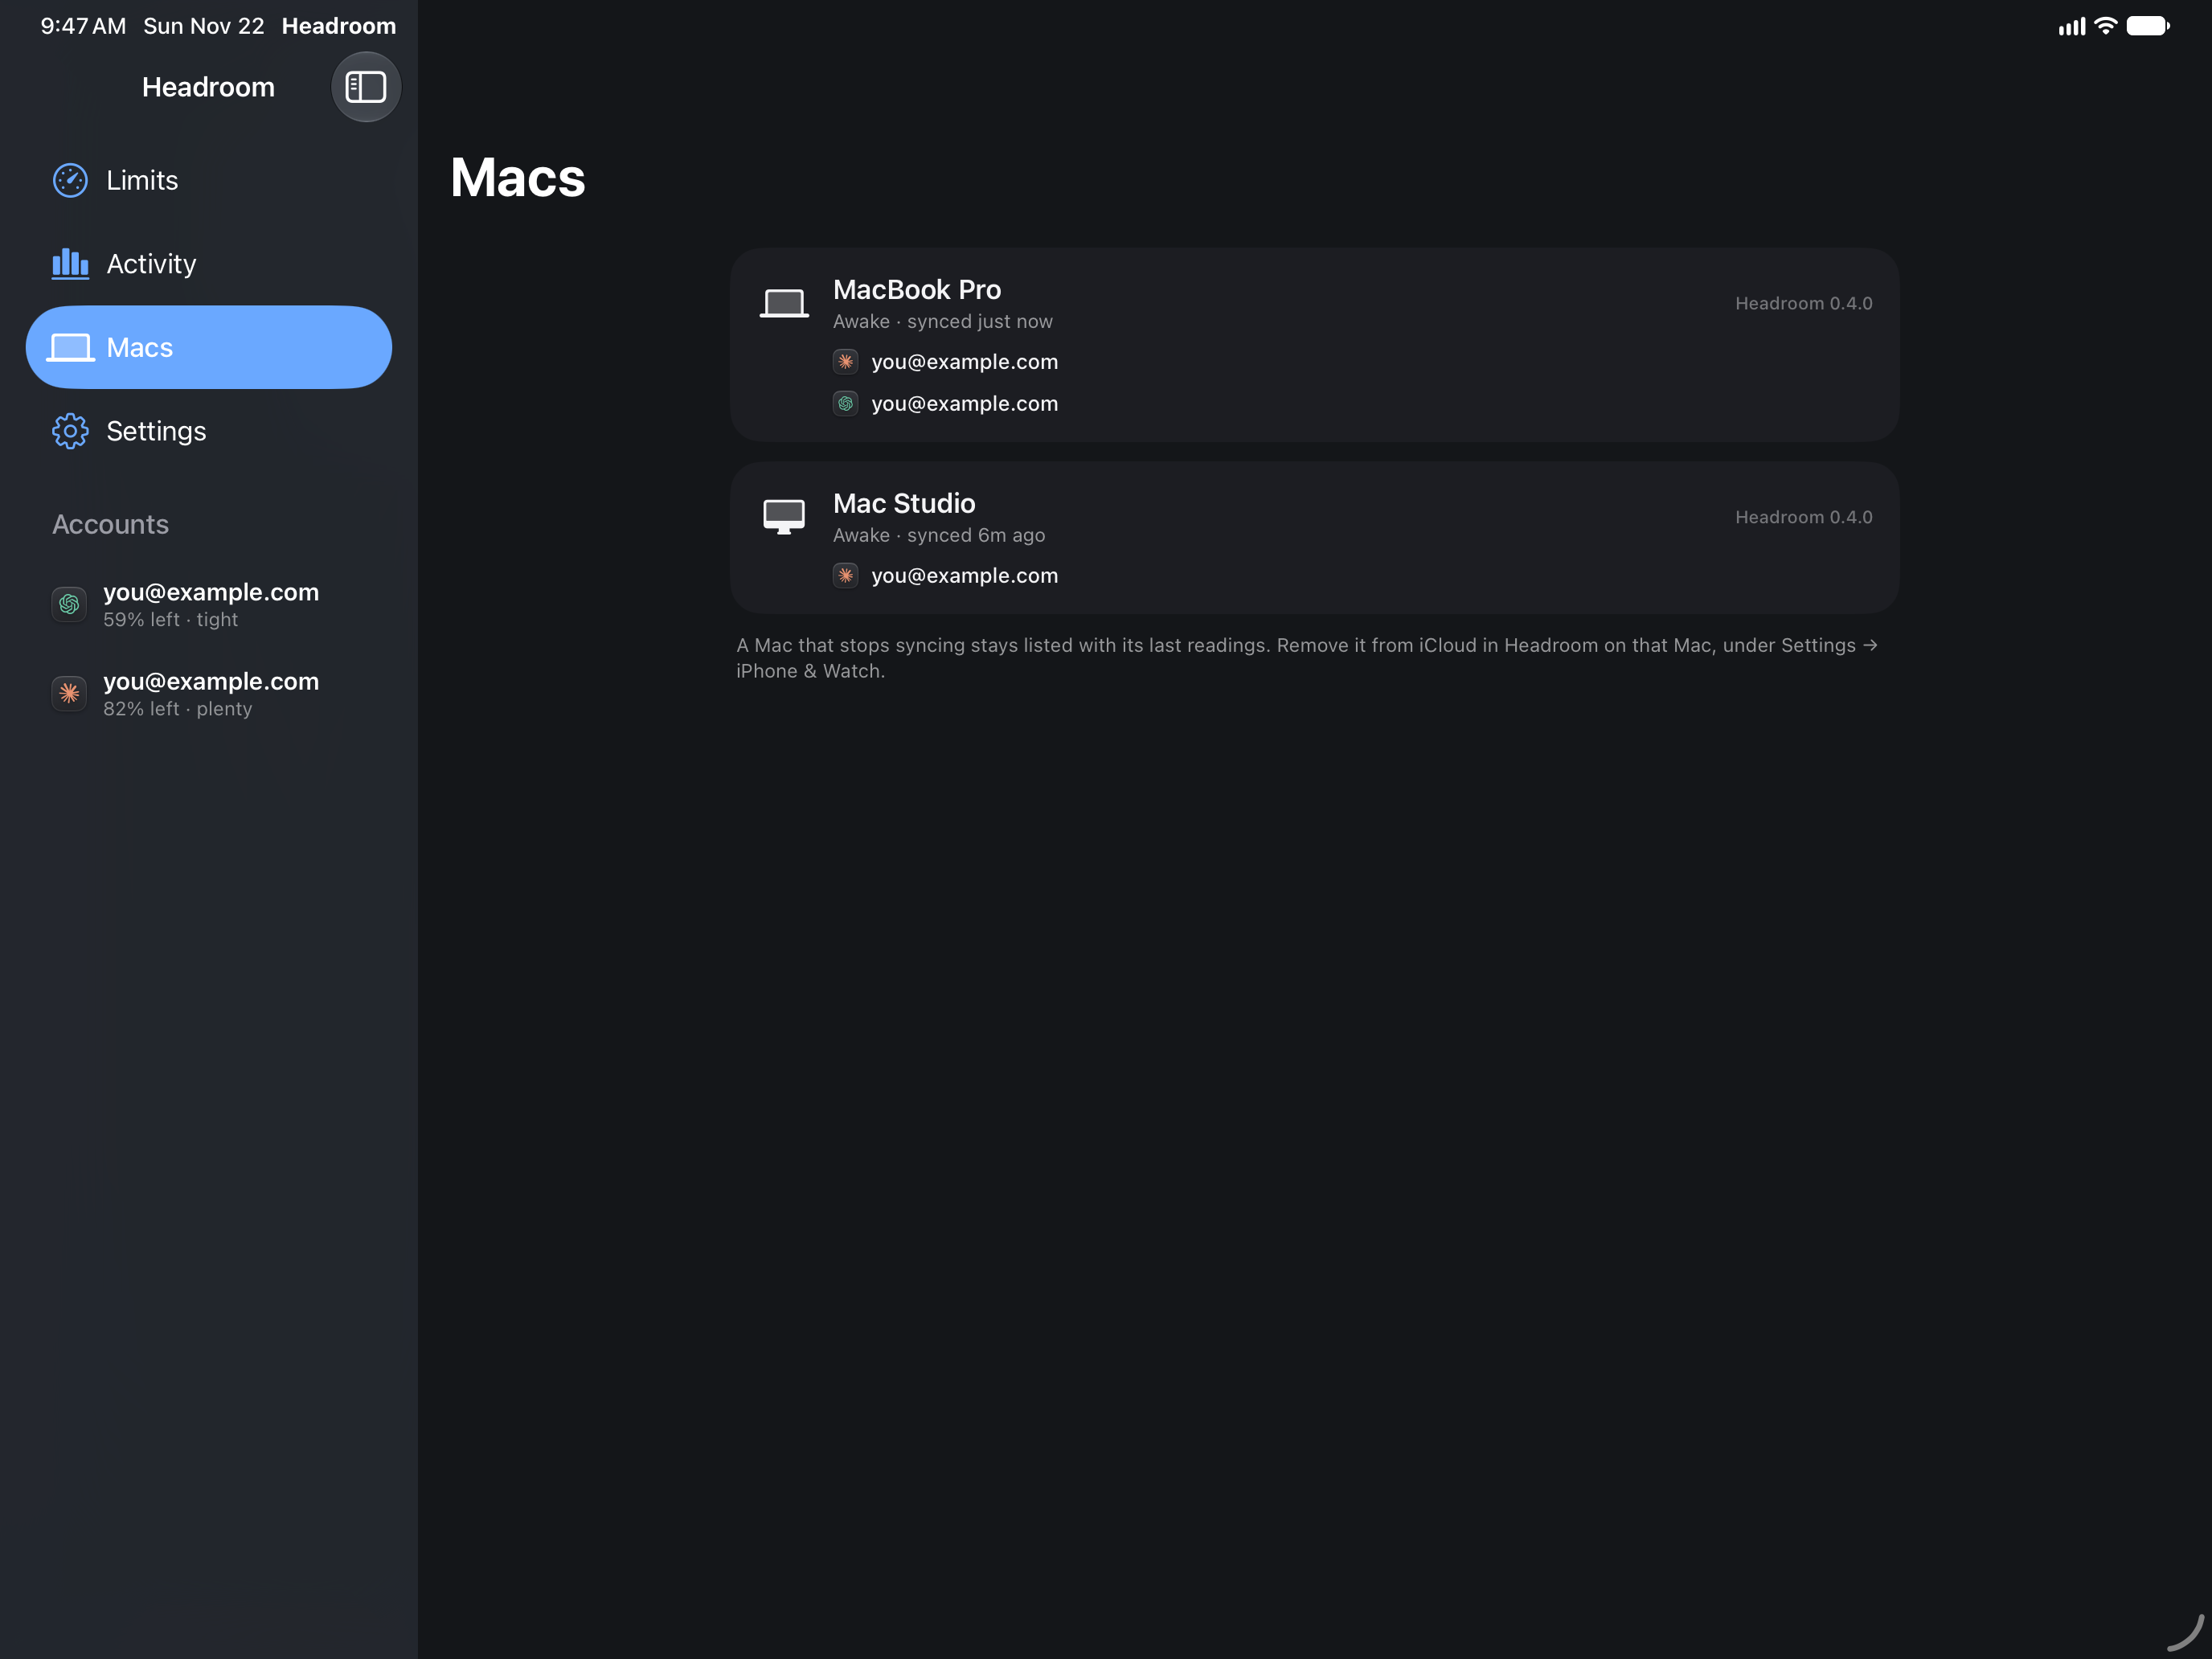 9:47 AM Sun Nov 22 Headroom
Headroom
Limits
Activity
Macs
Settings
Accounts
you@example.com
59% left · tight
you@example.com
82% left · plenty
Macs
MacBook Pro
Awake · synced just now
Headroom 0.4.0
you@example.com
you@example.com
Mac Studio
Awake · synced 6m ago
Headroom 0.4.0
you@example.com
A Mac that stops syncing stays listed with its last readings. Remove it from iCloud in Headroom on that Mac, under Settings →
iPhone & Watch.